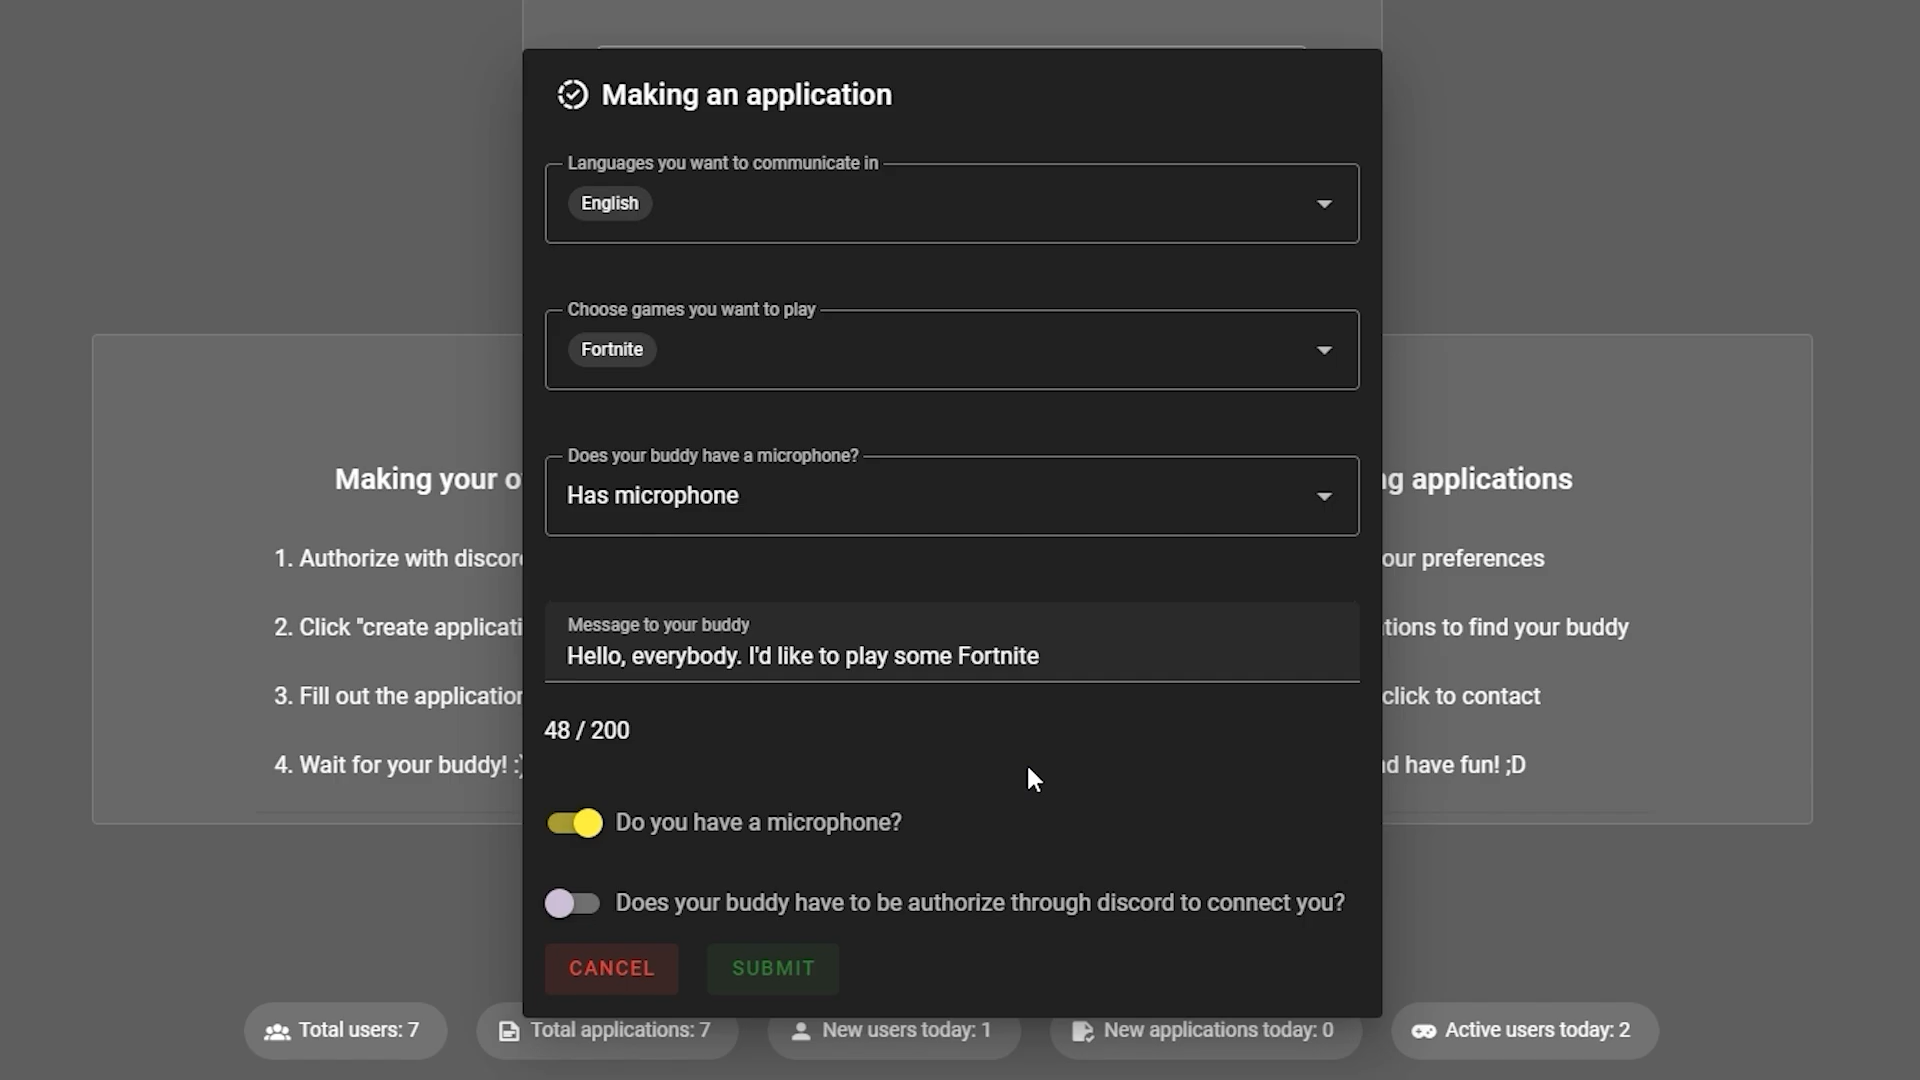 Making an application
Languages you want to communicate in
English
Choose games you want to play
Fortnite
Does your buddy have a microphone?
Has microphone
Message to your buddy
Hello, everybody. I'd like to play some Fortnite
48 / 200
Do you have a microphone?
Does your buddy have to be authorize through discord to connect you?
CANCEL
SUBMIT
Making your
1. Authorize with discord
2. Click "create
3. Fill out the application
4. Wait for your buddy! :)
applications
preferences
to find your buddy
click to contact
have fun! ;D
Total users: 7
Total applications: 7
New users today: 1
New applications today: 0
Active users today: 2